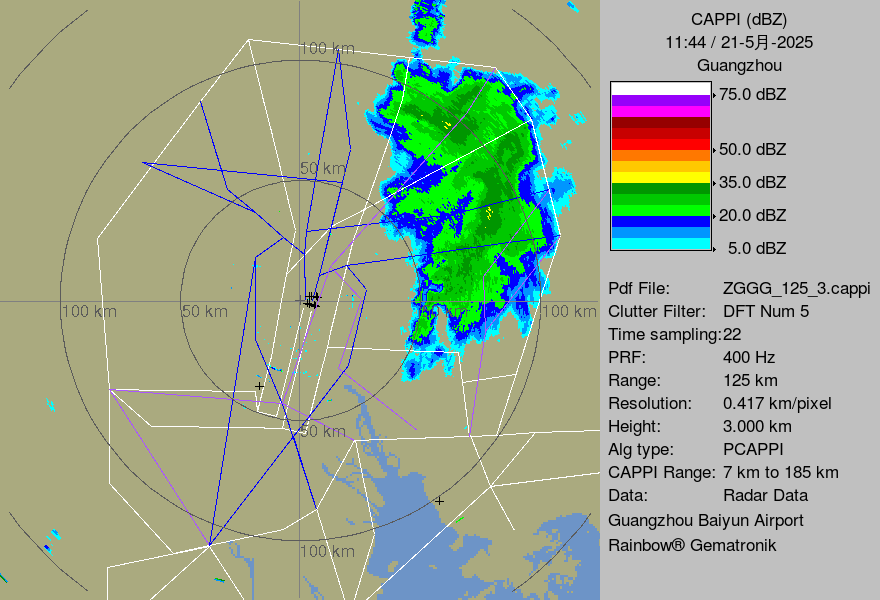 100 km
50 km
100 km
50 km
100 km
50 km
100 km
CAPPI (dBZ)
11:44 / 21-5月-2025
Guangzhou
75.0 dBZ
50.0 dBZ
35.0 dBZ
20.0 dBZ
5.0 dBZ
Pdf File: ZGGG_125_3.cappi
Clutter Filter: DFT Num 5
Time sampling:22
PRF: 400 Hz
Range: 125 km
Resolution: 0.417 km/pixel
Height: 3.000 km
Alg type: PCAPPI
CAPPI Range: 7 km to 185 km
Data: Radar Data
Guangzhou Baiyun Airport
Rainbow® Gematronik